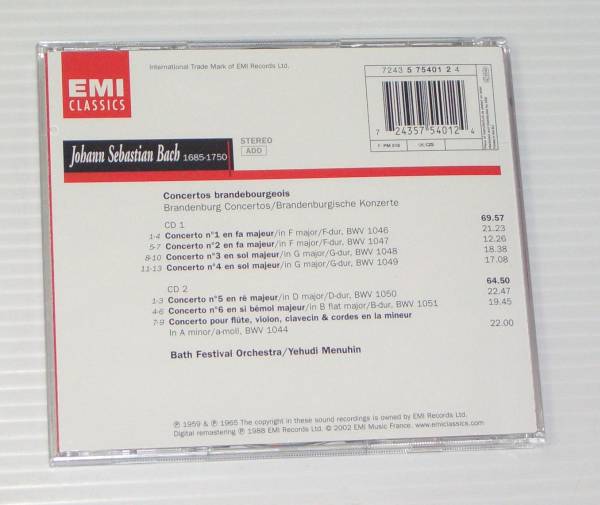 EMI
CLASSICS
International Trade Mark of EMI Records Ltd.
7243 5 75401 2 4
7 24357 54012 4
Johann Sebastian Bach 1685-1750
STEREO
ADD
Concertos brandebourgeois
Brandenburg Concertos/Brandenburgische Konzerte
CD 1 69.57
1-4 Concerto n°1 en fa majeur/in F major/F-dur, BWV 1046 21.23
5-7 Concerto n°2 en fa majeur/in F major/F-dur, BWV 1047 12.26
8-10 Concerto n°3 en sol majeur/in G major/G-dur, BWV 1048 18.38
11-13 Concerto n°4 en sol majeur/in G major/G-dur, BWV 1049 17.08
CD 2 64.50
1-3 Concerto n°5 en ré majeur/in D major/D-dur, BWV 1050 22.47
4-6 Concerto n°6 en si bémol majeur/in B flat major/B-dur, BWV 1051 19.45
7-9 Concerto pour flûte, violon, clavecin & cordes en la mineur
In A minor/a-moll, BWV 1044 22.00
Bath Festival Orchestra/Yehudi Menuhin
℗ 1959 & ℗ 1965 The copyright in these sound recordings is owned by EMI Records Ltd.
Digital remastering ℗ 1988 EMI Records Ltd. © 2002 EMI Music France. www.emiclassics.com